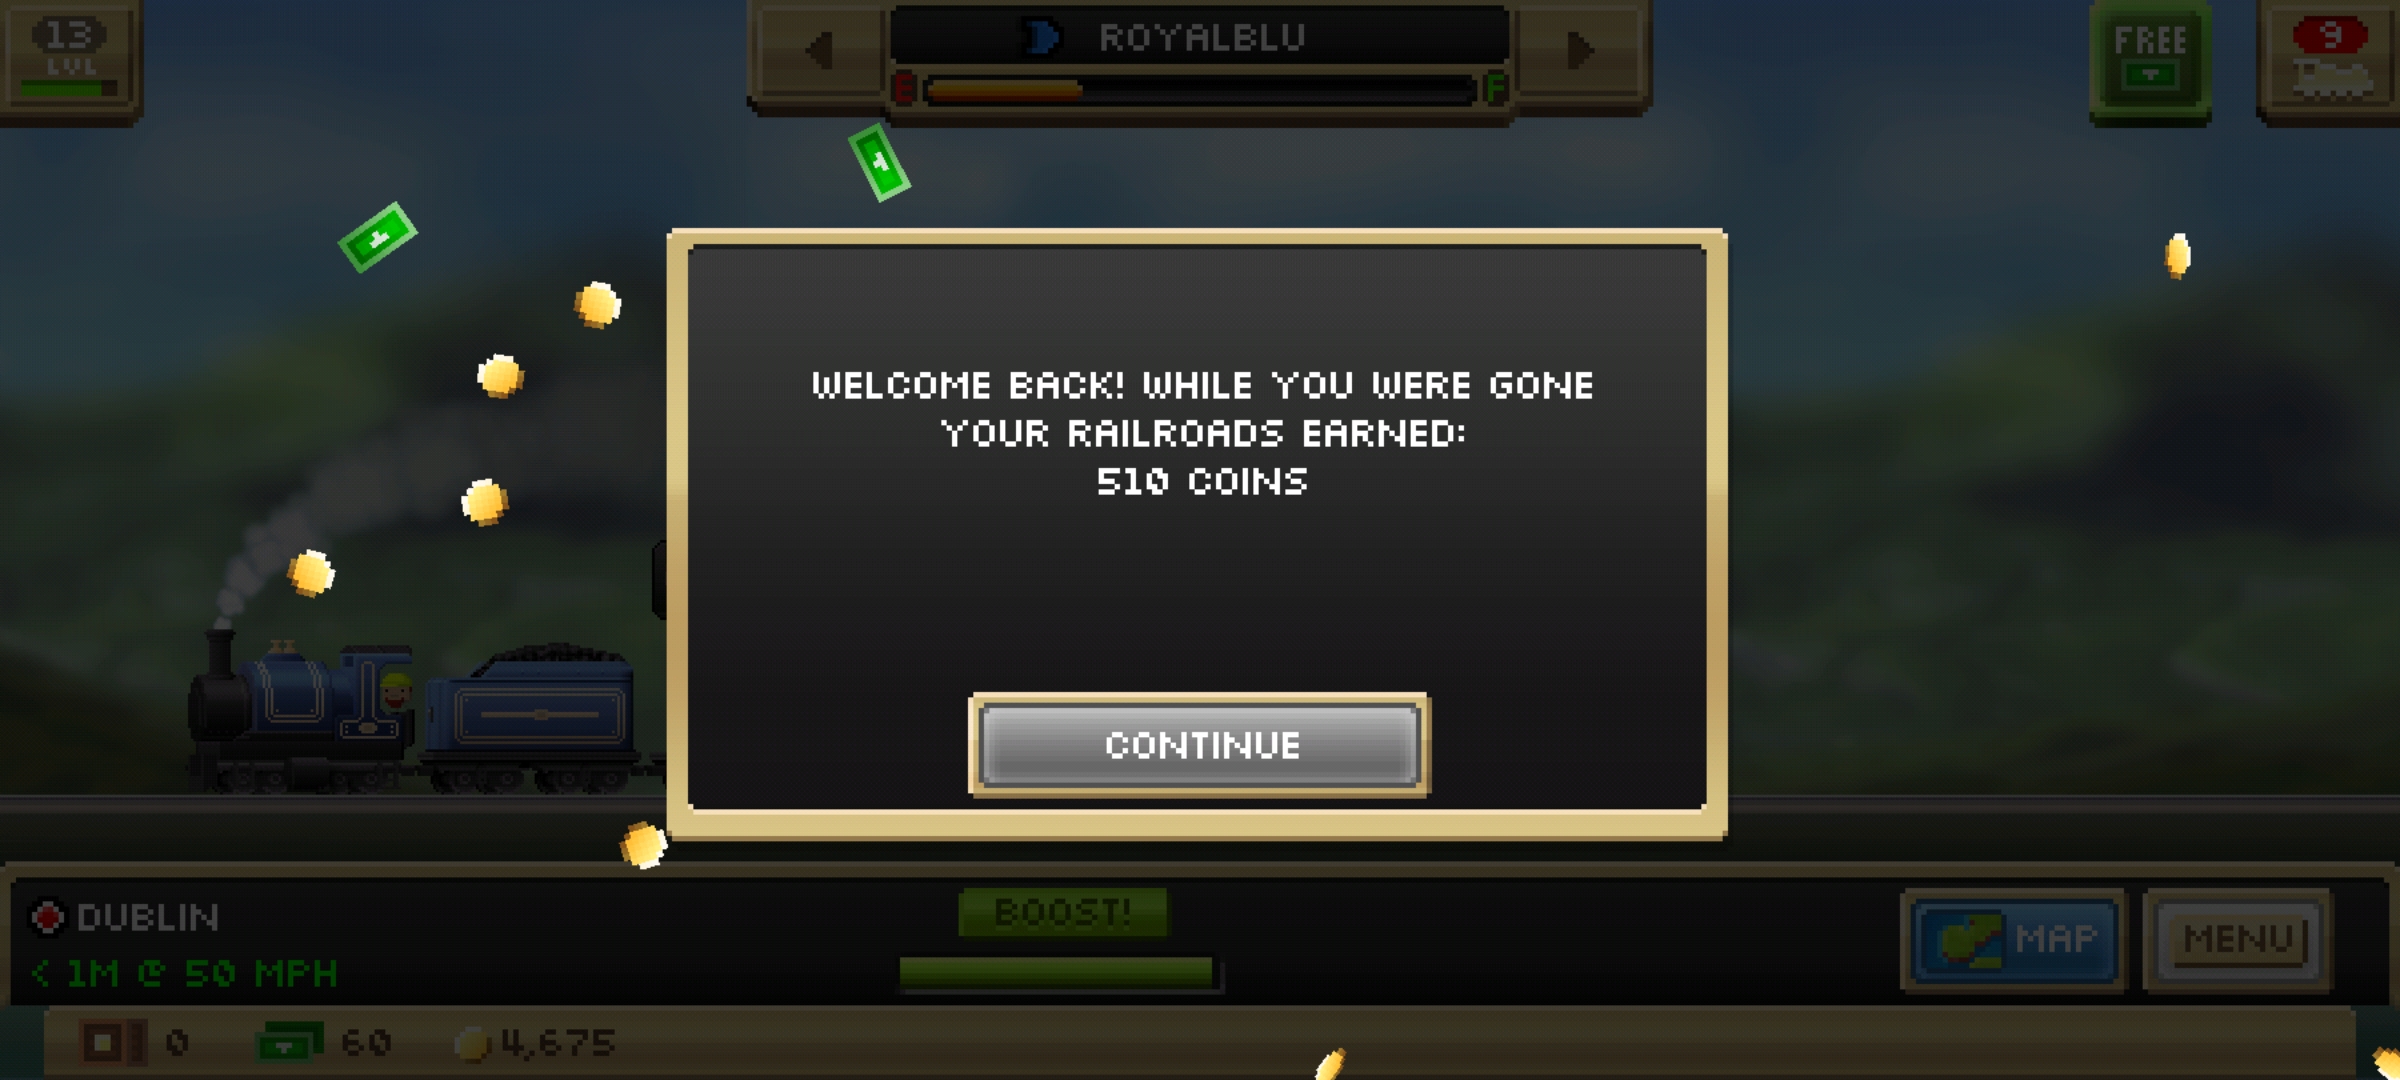 13
LVL
ROYALBLU
E F
FREE
9
WELCOME BACK! WHILE YOU WERE GONE
YOUR RAILROADS EARNED:
510 COINS
CONTINUE
DUBLIN
< 1M @ 50 MPH
BOOST!
MAP
MENU
0 60 4,675